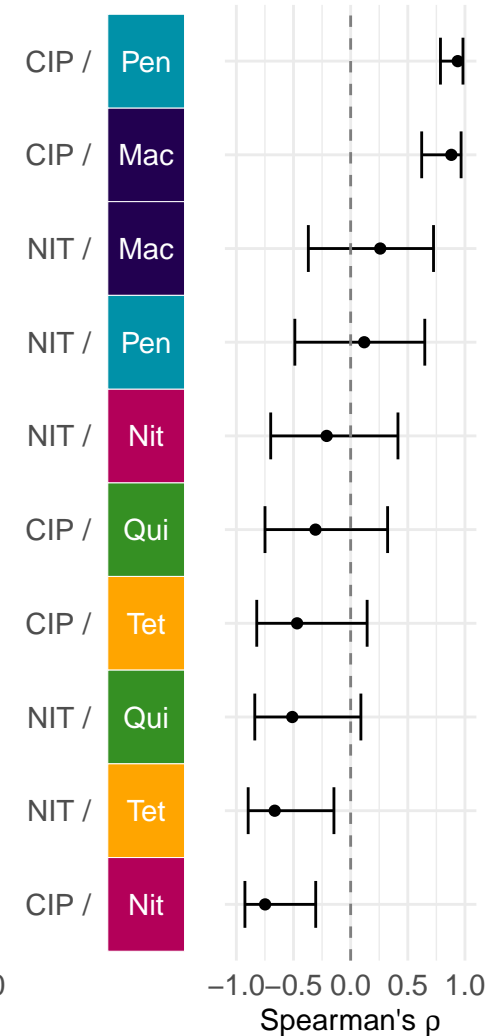 CIP / Pen
CIP / Mac
NIT / Mac
NIT / Pen
NIT / Nit
CIP / Qui
CIP / Tet
NIT / Qui
NIT / Tet
CIP / Nit
0 −1.0 −0.5 0.0 0.5 1.0
Spearman's ρ